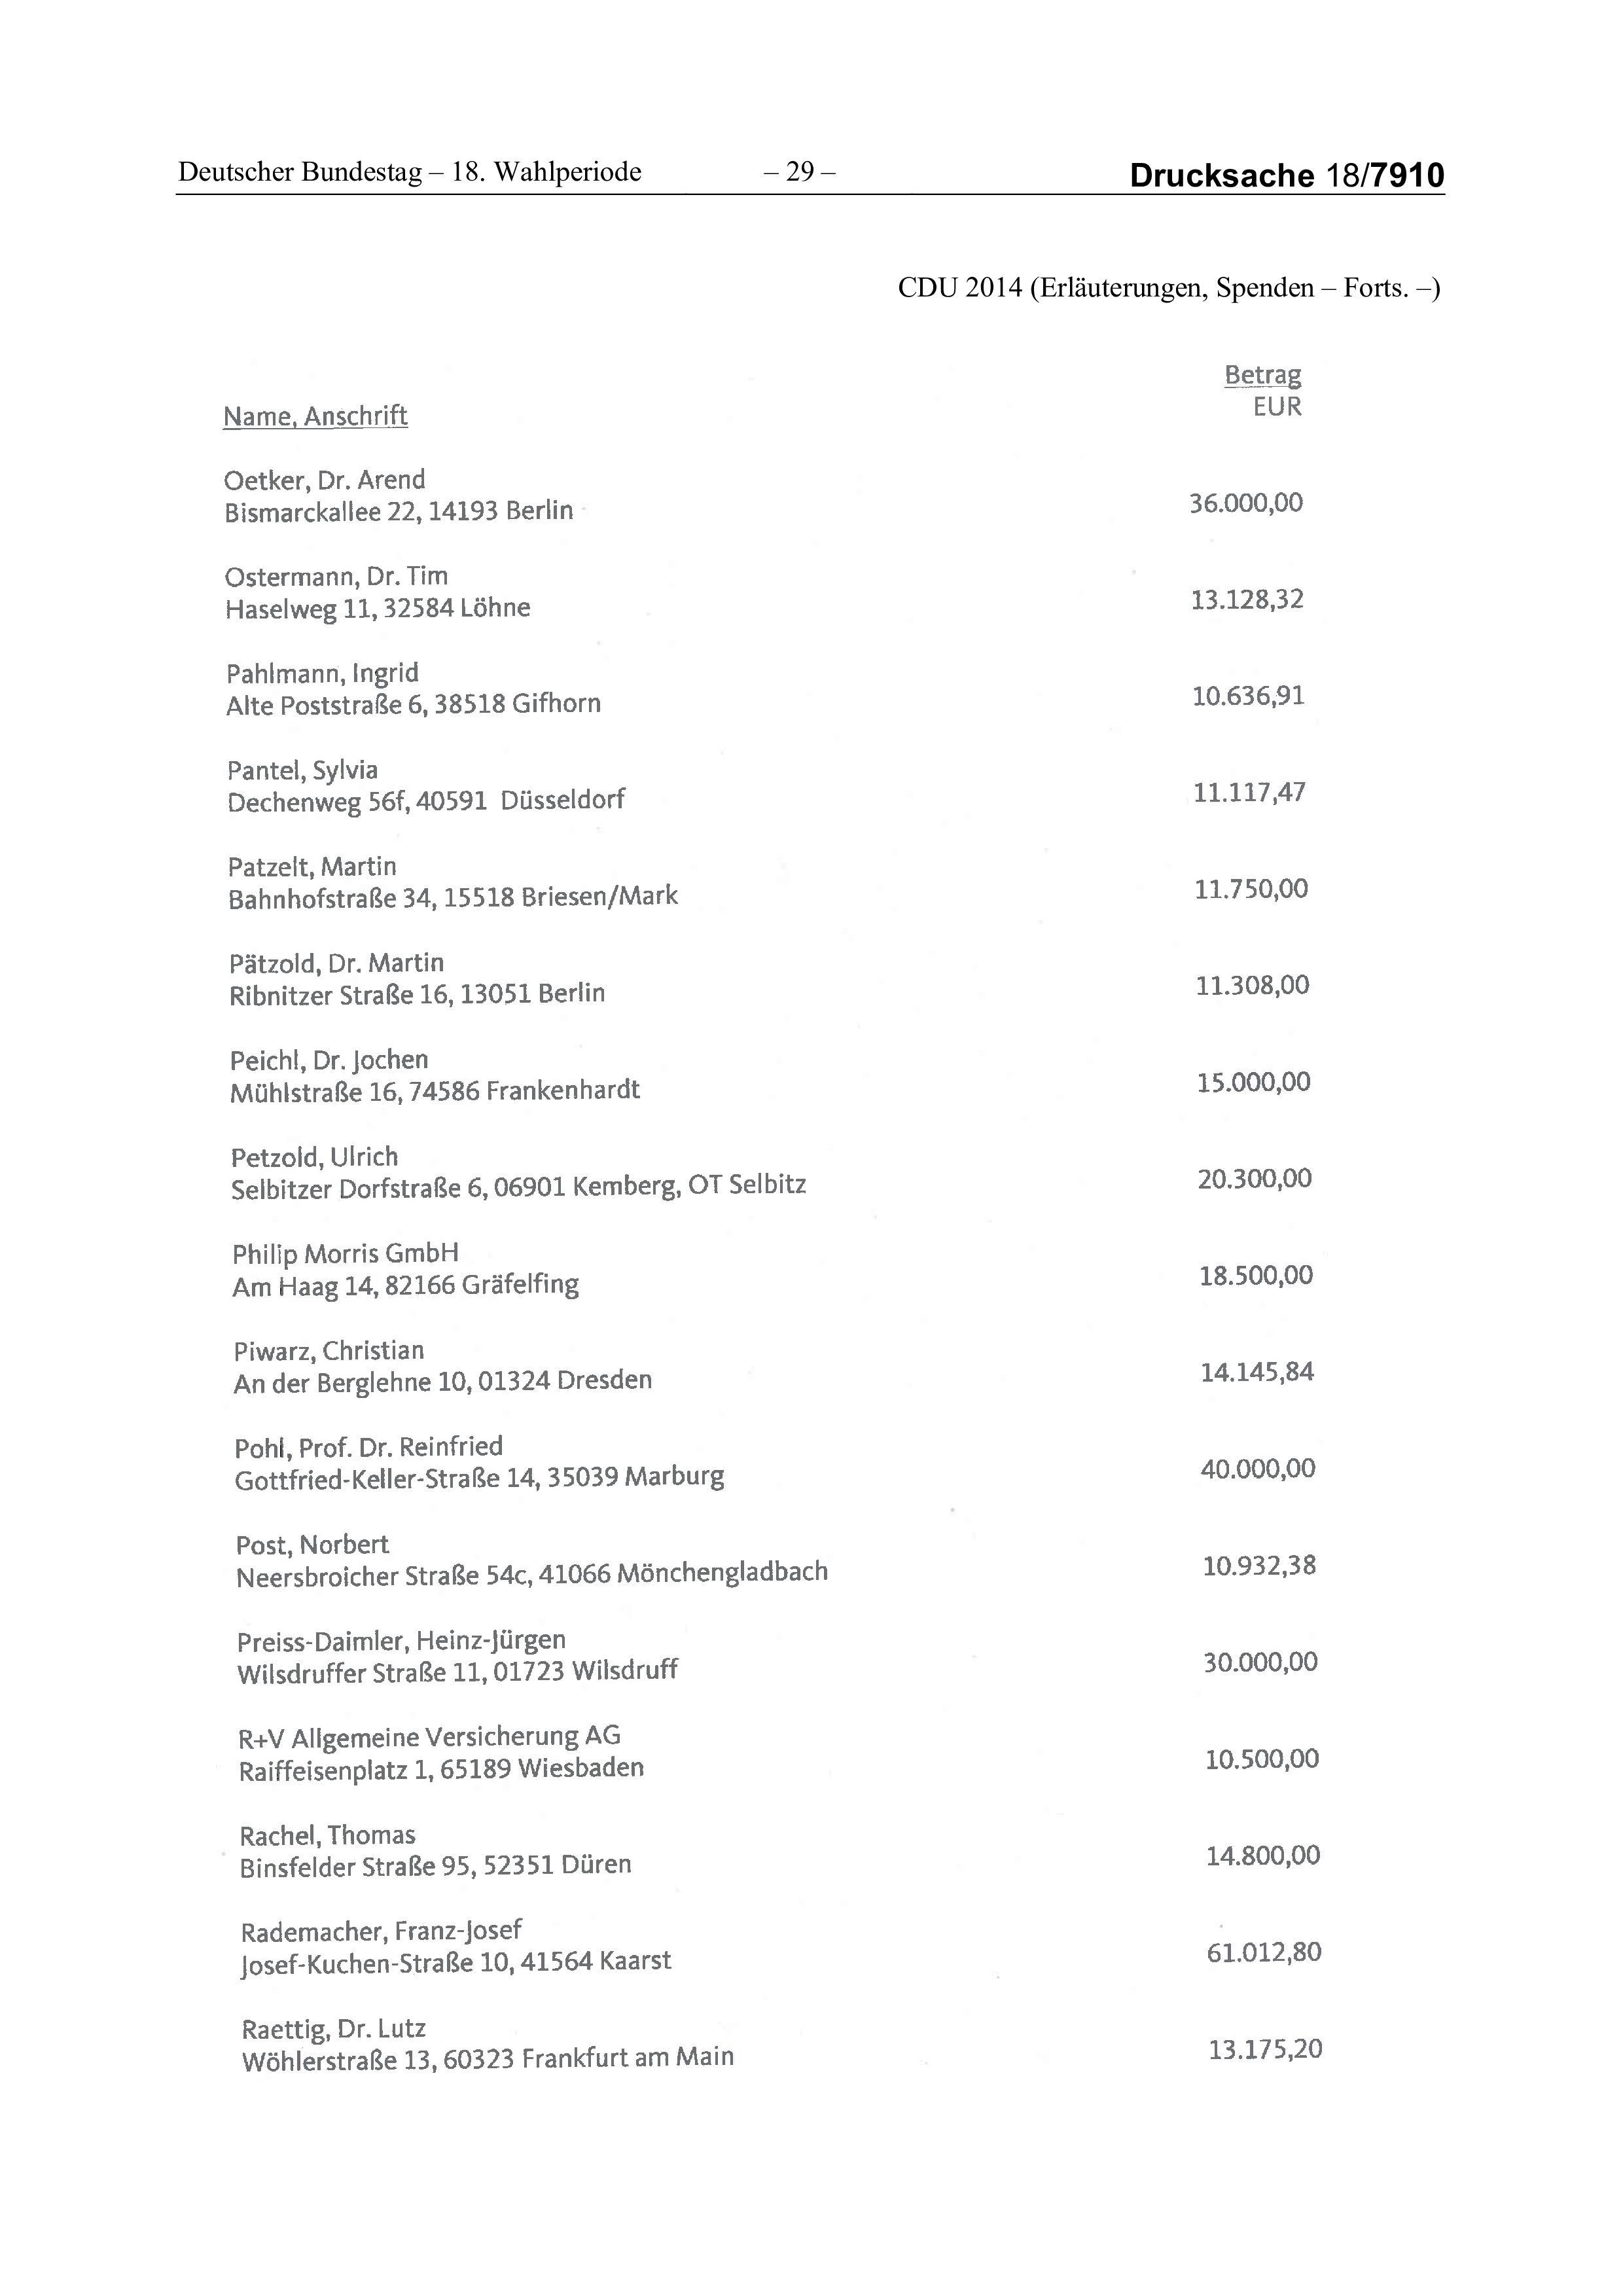 Deutscher Bundestag – 18. Wahlperiode – 29 – Drucksache 18/7910
CDU 2014 (Erläuterungen, Spenden – Forts. –)
Betrag
Name, Anschrift EUR
Oetker, Dr. Arend
Bismarckallee 22, 14193 Berlin 36.000,00
Ostermann, Dr. Tim
Haselweg 11, 32584 Löhne 13.128,32
Pahlmann, Ingrid
Alte Poststraße 6, 38518 Gifhorn 10.636,91
Pantel, Sylvia
Dechenweg 56f, 40591 Düsseldorf 11.117,47
Patzelt, Martin
Bahnhofstraße 34, 15518 Briesen/Mark 11.750,00
Pätzold, Dr. Martin
Ribnitzer Straße 16, 13051 Berlin 11.308,00
Peichl, Dr. Jochen
Mühlstraße 16, 74586 Frankenhardt 15.000,00
Petzold, Ulrich
Selbitzer Dorfstraße 6, 06901 Kemberg, OT Selbitz 20.300,00
Philip Morris GmbH
Am Haag 14, 82166 Gräfelfing 18.500,00
Piwarz, Christian
An der Berglehne 10, 01324 Dresden 14.145,84
Pohl, Prof. Dr. Reinfried
Gottfried-Keller-Straße 14, 35039 Marburg 40.000,00
Post, Norbert
Neersbroicher Straße 54c, 41066 Mönchengladbach 10.932,38
Preiss-Daimler, Heinz-Jürgen
Wilsdruffer Straße 11, 01723 Wilsdruff 30.000,00
R+V Allgemeine Versicherung AG
Raiffeisenplatz 1, 65189 Wiesbaden 10.500,00
Rachel, Thomas
Binsfelder Straße 95, 52351 Düren 14.800,00
Rademacher, Franz-Josef
Josef-Kuchen-Straße 10, 41564 Kaarst 61.012,80
Raettig, Dr. Lutz
Wöhlerstraße 13, 60323 Frankfurt am Main 13.175,20